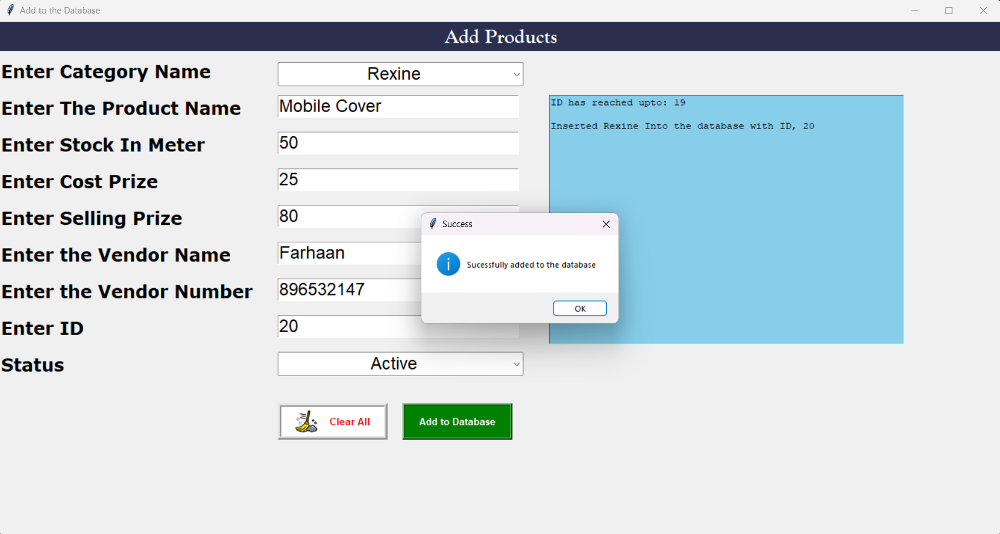 Add to the Database
Add Products
Enter Category Name
Rexine
Enter The Product Name
Mobile Cover
Enter Stock In Meter
50
Enter Cost Prize
25
Enter Selling Prize
80
Enter the Vendor Name
Farhaan
Enter the Vendor Number
896532147
Enter ID
20
Status
Active
ID has reached upto: 19
Inserted Rexine Into the database with ID, 20
Success
Sucessfully added to the database
OK
Clear All
Add to Database